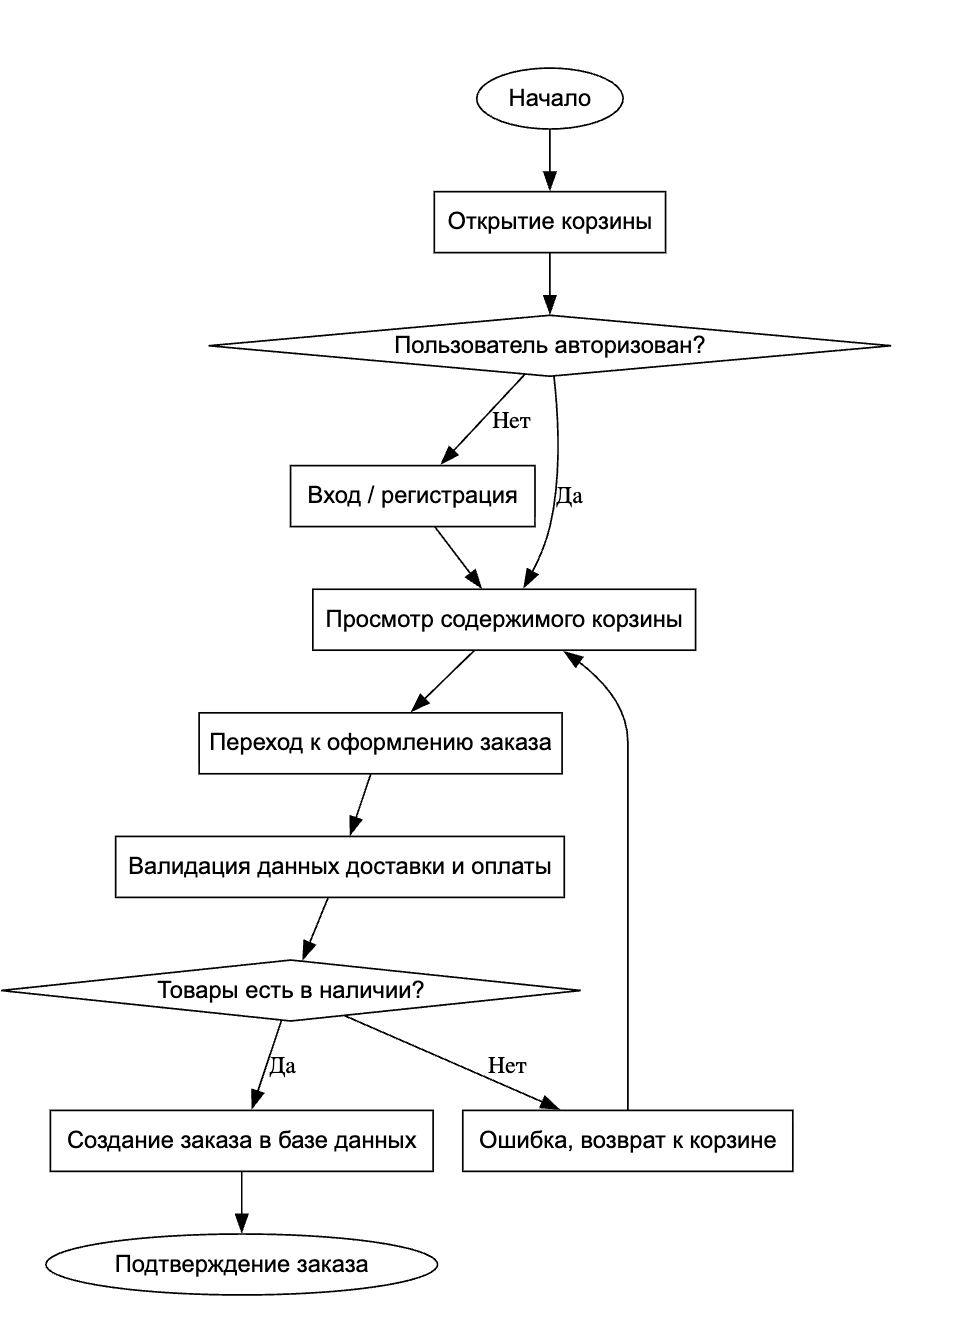 Начало
Открытие корзины
Пользователь авторизован?
Нет
Вход / регистрация
Да
Просмотр содержимого корзины
Переход к оформлению заказа
Валидация данных доставки и оплаты
Товары есть в наличии?
Да
Нет
Создание заказа в базе данных
Ошибка, возврат к корзине
Подтверждение заказа